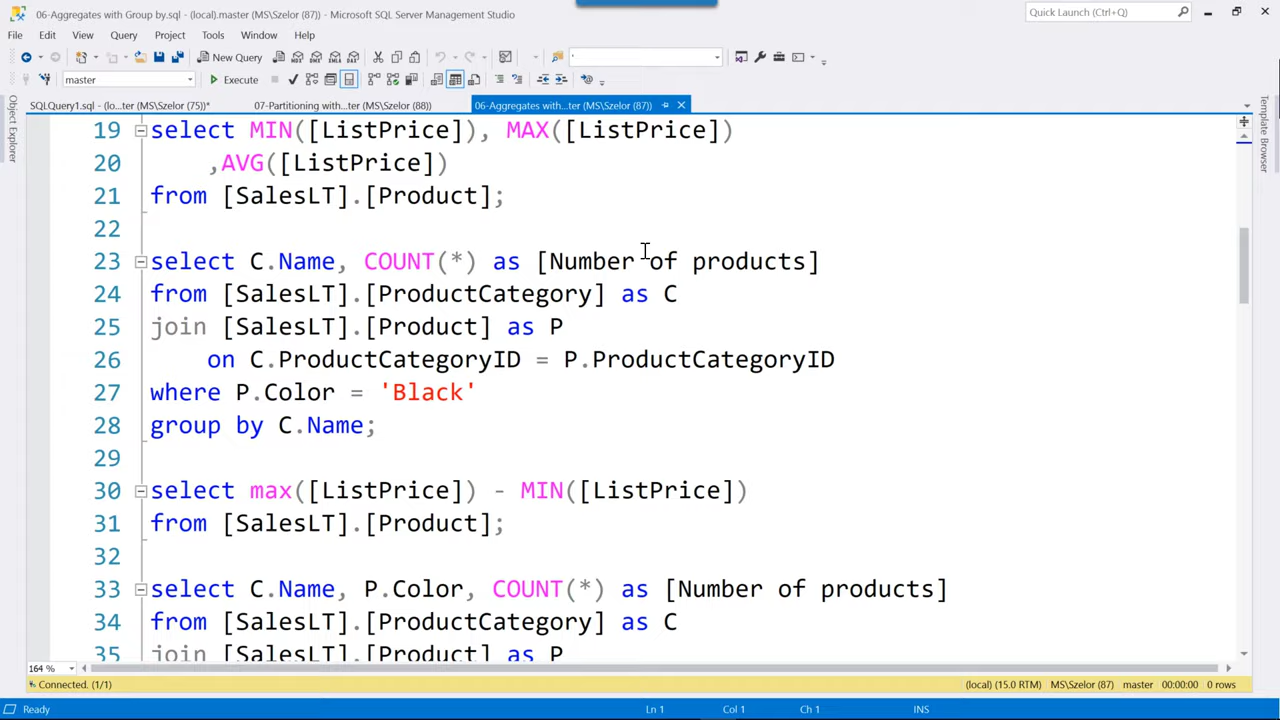 06-Aggregates with Group by.sql - (local).master (MS\Szelor (87)) - Microsoft SQL Server Management Studio
Quick Launch (Ctrl+Q)
File Edit View Query Project Tools Window Help
New Query
master
Execute
SQLQuery1.sql - (lo...ter (MS\Szelor (75))*
07-Partitioning with...ter (MS\Szelor (88))
06-Aggregates with...ter (MS\Szelor (87))
Object Explorer
Template Browser
19 select MIN([ListPrice]), MAX([ListPrice])
20 ,AVG([ListPrice])
21 from [SalesLT].[Product];
22
23 select C.Name, COUNT(*) as [Number of products]
24 from [SalesLT].[ProductCategory] as C
25 join [SalesLT].[Product] as P
26 on C.ProductCategoryID = P.ProductCategoryID
27 where P.Color = 'Black'
28 group by C.Name;
29
30 select max([ListPrice]) - MIN([ListPrice])
31 from [SalesLT].[Product];
32
33 select C.Name, P.Color, COUNT(*) as [Number of products]
34 from [SalesLT].[ProductCategory] as C
35 join [SalesLT].[Product] as P
164 %
Connected. (1/1)
(local) (15.0 RTM) MS\Szelor (87) master 00:00:00 0 rows
Ready
Ln 1 Col 1 Ch 1 INS